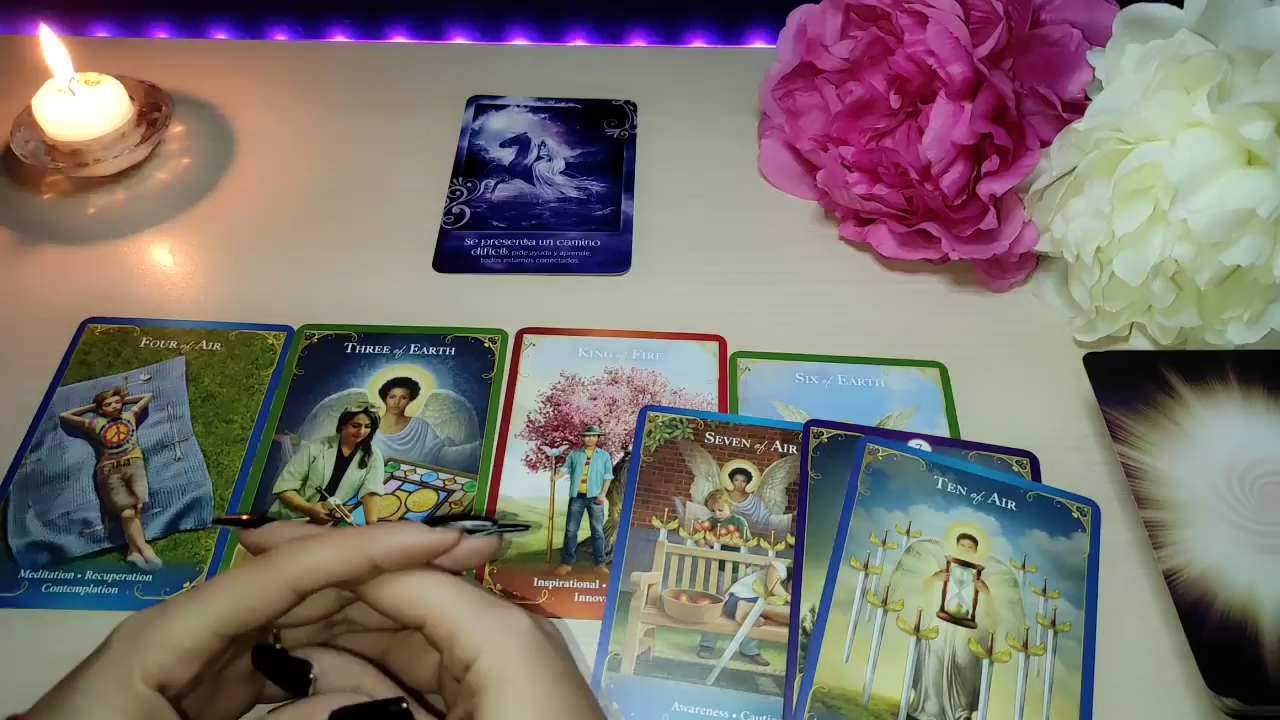 Se presenta un camino
difícil, pide ayuda y aprende,
todos estamos conectados.
FOUR of AIR
Meditation • Recuperation
Contemplation
THREE of EARTH
KING of FIRE
Inspirational •
Innov
SIX of EARTH
SEVEN of AIR
Awareness • Cautio
7
TEN of AIR